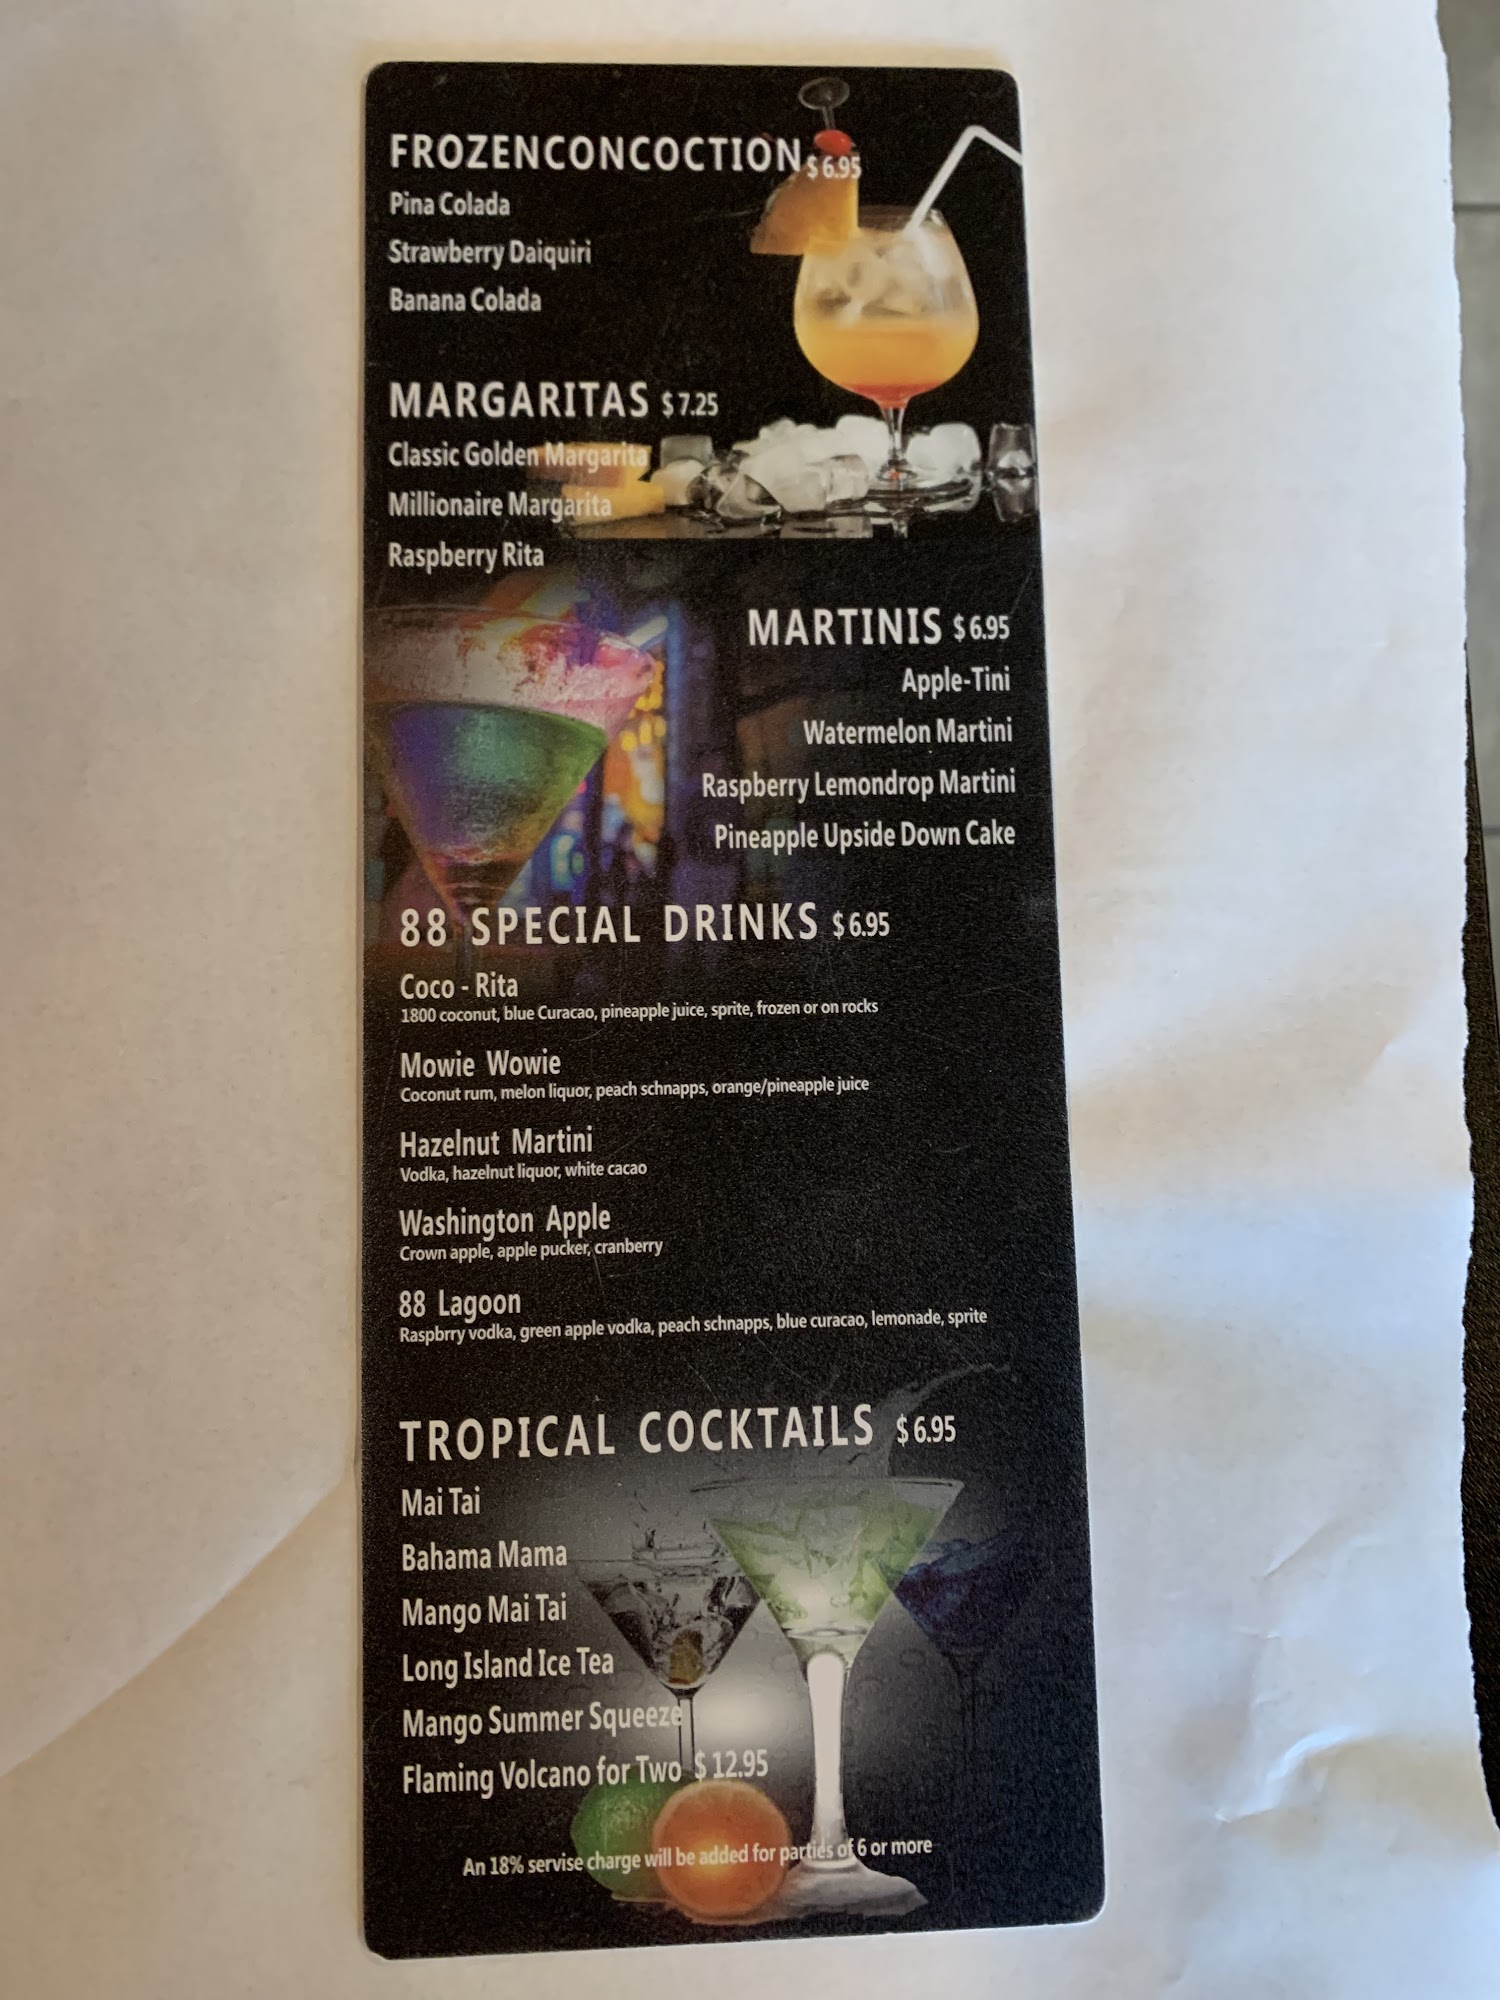 FROZENCONCOCTION $6.95
Pina Colada
Strawberry Daiquiri
Banana Colada
MARGARITAS $7.25
Classic Golden Margarita
Millionaire Margarita
Raspberry Rita
MARTINIS $6.95
Apple-Tini
Watermelon Martini
Raspberry Lemondrop Martini
Pineapple Upside Down Cake
88 SPECIAL DRINKS $6.95
Coco - Rita
1800 coconut, blue Curacao, pineapple juice, sprite, frozen or on rocks
Mowie Wowie
Coconut rum, melon liquor, peach schnapps, orange/pineapple juice
Hazelnut Martini
Vodka, hazelnut liquor, white cacao
Washington Apple
Crown apple, apple pucker, cranberry
88 Lagoon
Raspbrry vodka, green apple vodka, peach schnapps, blue curacao, lemonade, sprite
TROPICAL COCKTAILS $6.95
Mai Tai
Bahama Mama
Mango Mai Tai
Long Island Ice Tea
Mango Summer Squeeze
Flaming Volcano for Two $12.95
An 18% servise charge will be added for parties of 6 or more